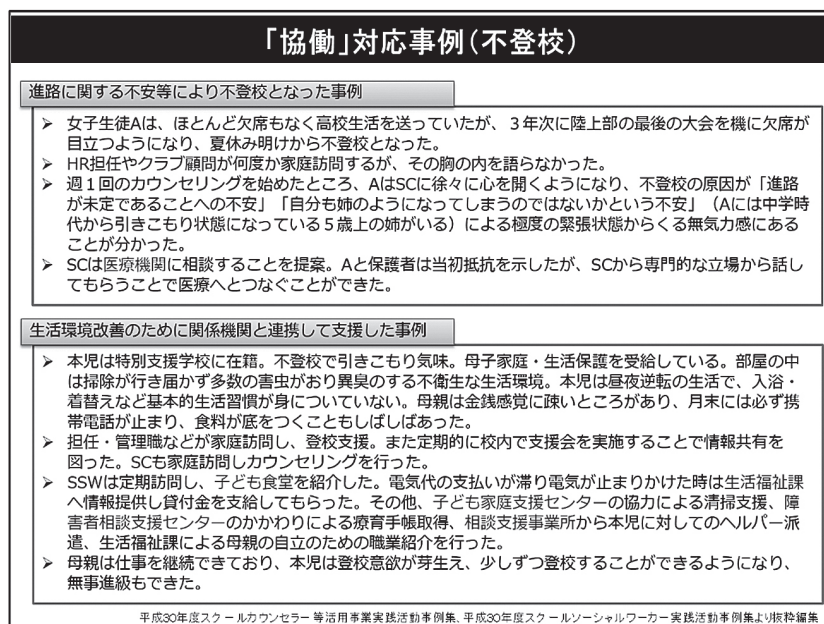 「協働」対応事例(不登校)
進路に関する不安等により不登校となった事例
➢ 女子生徒Aは、ほとんど欠席もなく高校生活を送っていたが、3年次に陸上部の最後の大会を機に欠席が
目立つようになり、夏休み明けから不登校となった。
➢ HR担任やクラブ顧問が何度か家庭訪問するが、その胸の内を語らなかった。
➢ 週1回のカウンセリングを始めたところ、AはSCに徐々に心を開くようになり、不登校の原因が「進路
が未定であることへの不安」「自分も姉のようになってしまうのではないかという不安」(Aには中学時
代から引きこもり状態になっている5歳上の姉がいる)による極度の緊張状態からくる無気力感にある
ことが分かった。
➢ SCは医療機関に相談することを提案。Aと保護者は当初抵抗を示したが、SCから専門的な立場から話し
てもらうことで医療へとつなぐことができた。
生活環境改善のために関係機関と連携して支援した事例
➢ 本児は特別支援学校に在籍。不登校で引きこもり気味。母子家庭・生活保護を受給している。部屋の中
は掃除が行き届かず多数の害虫がおり異臭のする不衛生な生活環境。本児は昼夜逆転の生活で、入浴・
着替えなど基本的生活習慣が身についていない。母親は金銭感覚に疎いところがあり、月末には必ず携
帯電話が止まり、食料が底をつくこともしばしばあった。
➢ 担任・管理職などが家庭訪問し、登校支援。また定期的に校内で支援会を実施することで情報共有を
図った。SCも家庭訪問しカウンセリングを行った。
➢ SSWは定期訪問し、子ども食堂を紹介した。電気代の支払いが滞り電気が止まりかけた時は生活福祉課
へ情報提供し貸付金を支給してもらった。その他、子ども家庭支援センターの協力による清掃支援、障
害者相談支援センターのかかわりによる療育手帳取得、相談支援事業所から本児に対してのヘルパー派
遣、生活福祉課による母親の自立のための職業紹介を行った。
➢ 母親は仕事を継続できており、本児は登校意欲が芽生え、少しずつ登校することができるようになり、
無事進級もできた。
平成30年度スクールカウンセラー等活用事業実践活動事例集、平成30年度スクールソーシャルワーカー実践活動事例集より抜粋編集